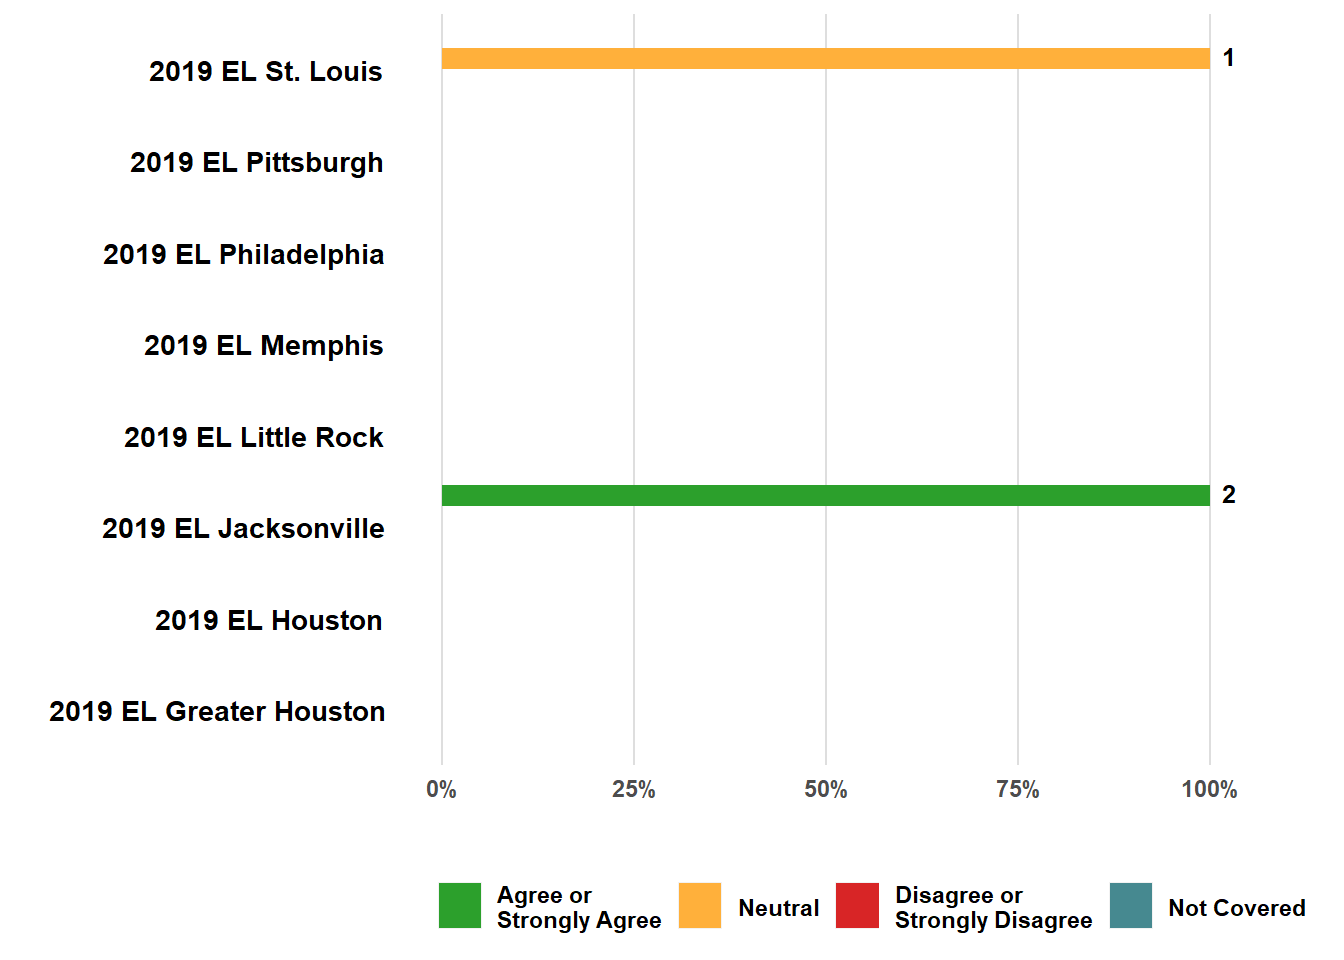 2019 EL St. Louis
1
2019 EL Pittsburgh
2019 EL Philadelphia
2019 EL Memphis
2019 EL Little Rock
2
2019 EL Jacksonville
2019 EL Houston
2019 EL Greater Houston
0% 25% 50% 75% 100%
Agree or
Strongly Agree
Neutral
Disagree or
Strongly Disagree
Not Covered